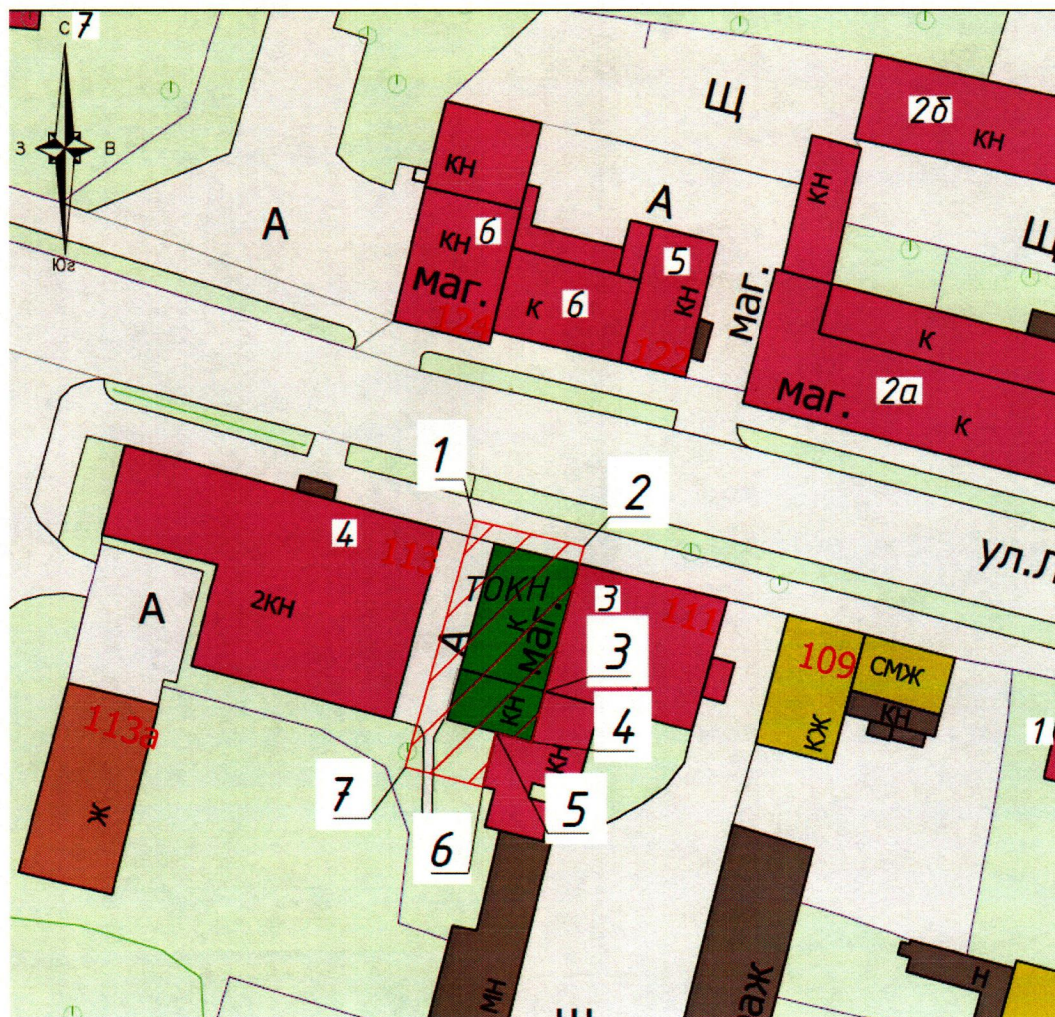 7
С
З
В
Юг
А
кн
кн
6
маг.
124
к
6
А
5
кн
122
Щ
2б
кн
кн
Щ
маг.
к
маг.
2а
к
1
2
ул.Л
4
113
2КН
А
113а
Ж
ТОКН
к
маг.
А
кн
3
111
3
4
кн
5
6
7
109
СМЖ
КЖ
КН
1
МН
Н